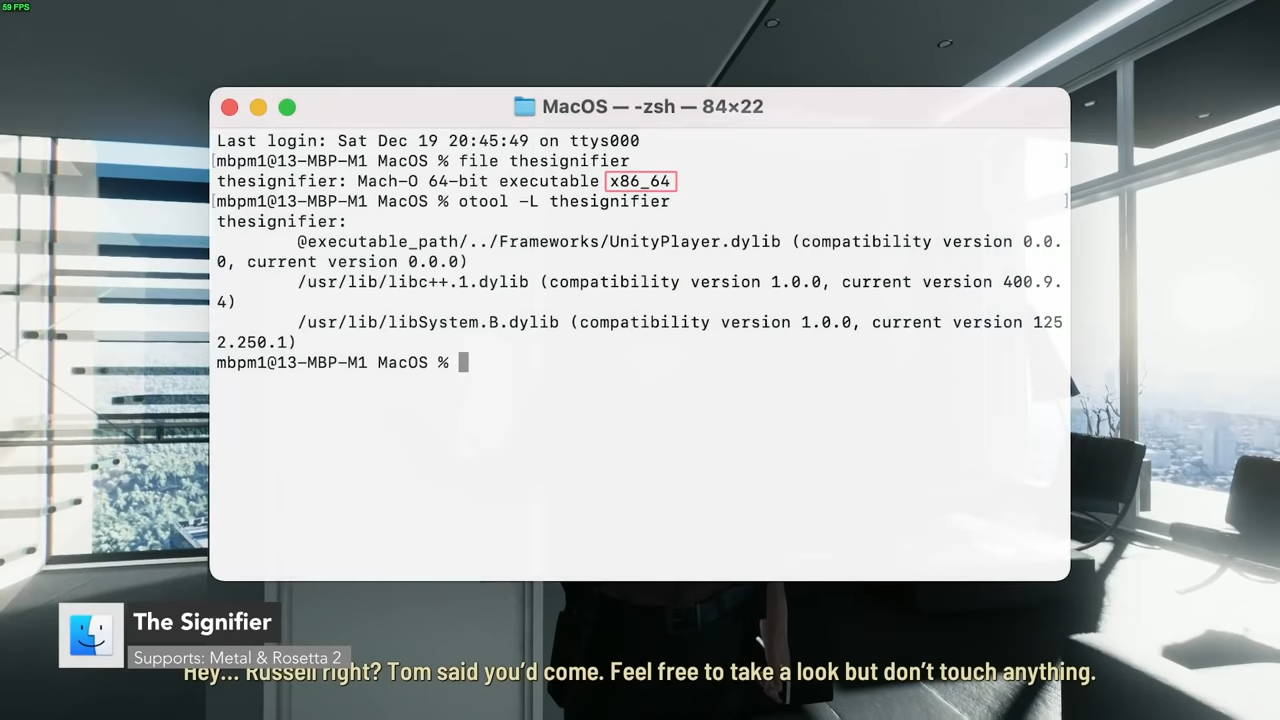 59 FPS
MacOS — -zsh — 84×22
Last login: Sat Dec 19 20:45:49 on ttys000
[mbpm1@13-MBP-M1 MacOS % file thesignifier ]
thesignifier: Mach-O 64-bit executable x86_64
[mbpm1@13-MBP-M1 MacOS % otool -L thesignifier ]
thesignifier:
@executable_path/../Frameworks/UnityPlayer.dylib (compatibility version 0.0.
0, current version 0.0.0)
/usr/lib/libc++.1.dylib (compatibility version 1.0.0, current version 400.9.
4)
/usr/lib/libSystem.B.dylib (compatibility version 1.0.0, current version 125
2.250.1)
mbpm1@13-MBP-M1 MacOS %
The Signifier
Supports: Metal & Rosetta 2
Hey... Russell right? Tom said you'd come. Feel free to take a look but don't touch anything.